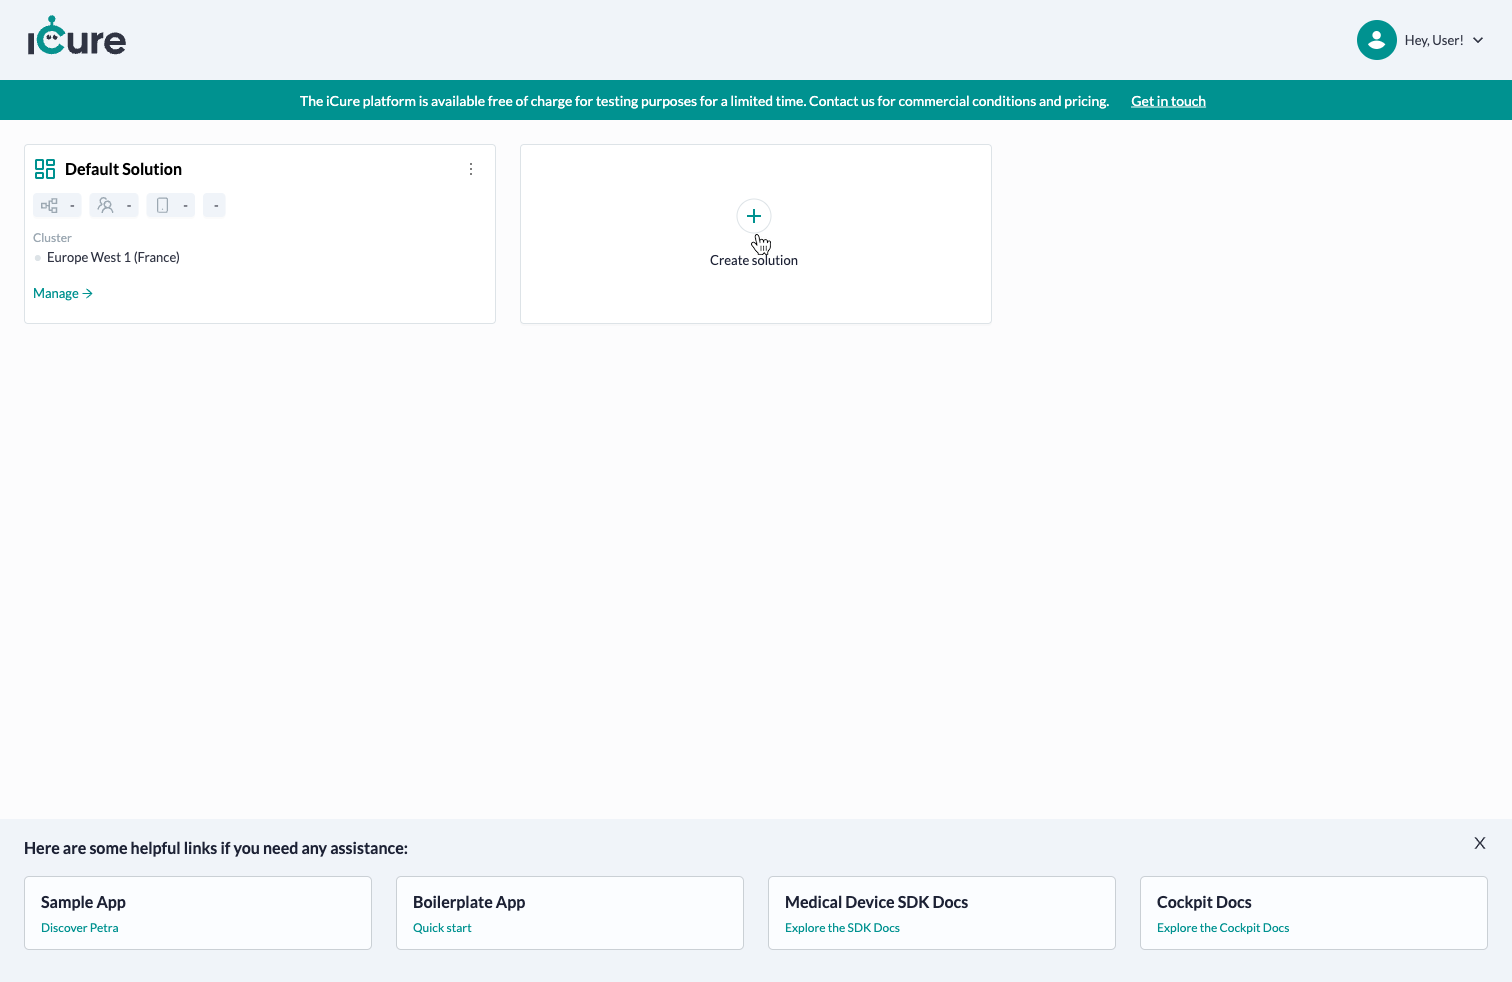 iCure
Hey, User!
The iCure platform is available free of charge for testing purposes for a limited time. Contact us for commercial conditions and pricing. Get in touch
Default Solution
- - - -
Cluster
Europe West 1 (France)
Manage →
Create solution
Here are some helpful links if you need any assistance:
X
Sample App
Discover Petra
Boilerplate App
Quick start
Medical Device SDK Docs
Explore the SDK Docs
Cockpit Docs
Explore the Cockpit Docs